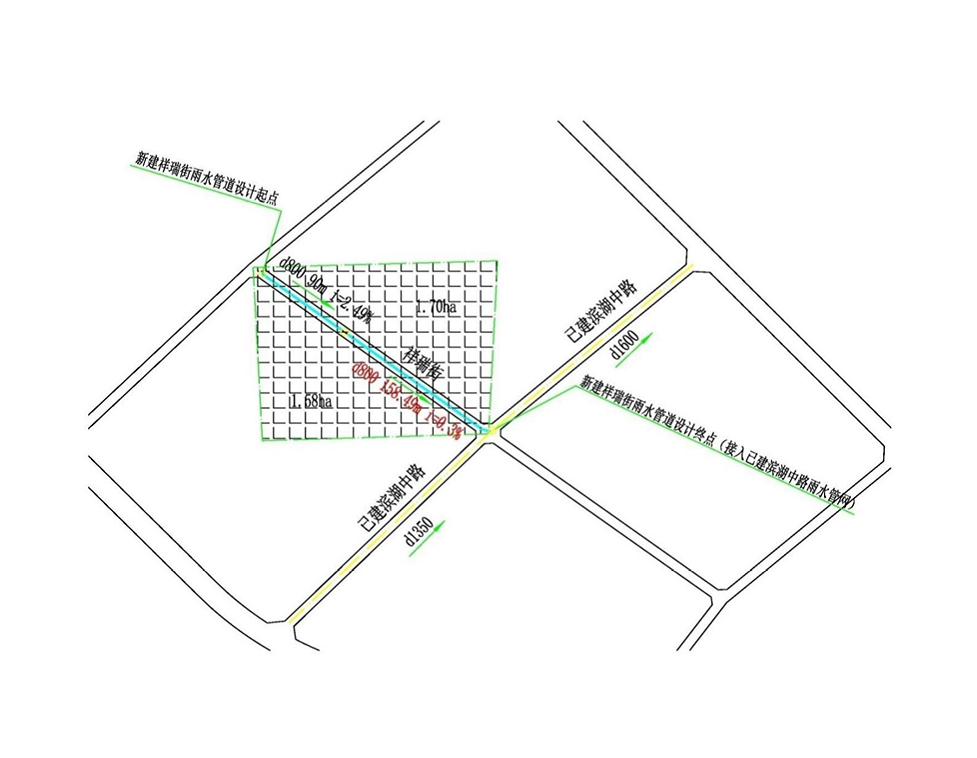 新建祥瑞街雨水管道设计起点
d800 90m i=2.49%
1.70ha
祥瑞街
d800 158.49m i=0.3%
1.58ha
已建滨湖中路
d1600
新建祥瑞街雨水管道设计终点（接入已建滨湖中路雨水管网）
已建滨湖中路
d1350